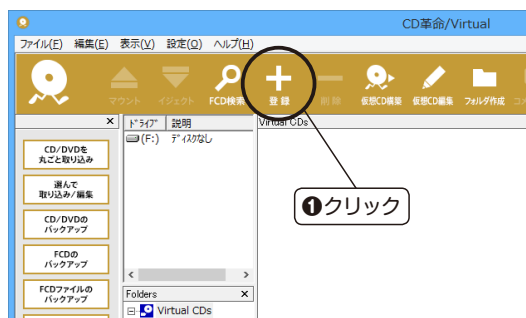 CD革命/Virtual
ファイル(F) 編集(E) 表示(V) 設定(O) ヘルプ(H)
マウント イジェクト FCD検索 登録 削除 仮想CD構築 仮想CD編集 フォルダ作成
ドライブ 説明 Virtual CDs
(F:) ディスクなし
CD/DVDを
丸ごと取り込み
選んで
取り込み/編集
❶クリック
CD/DVDの
バックアップ
FCDの
バックアップ
FCDファイルの
バックアップ
Folders
Virtual CDs